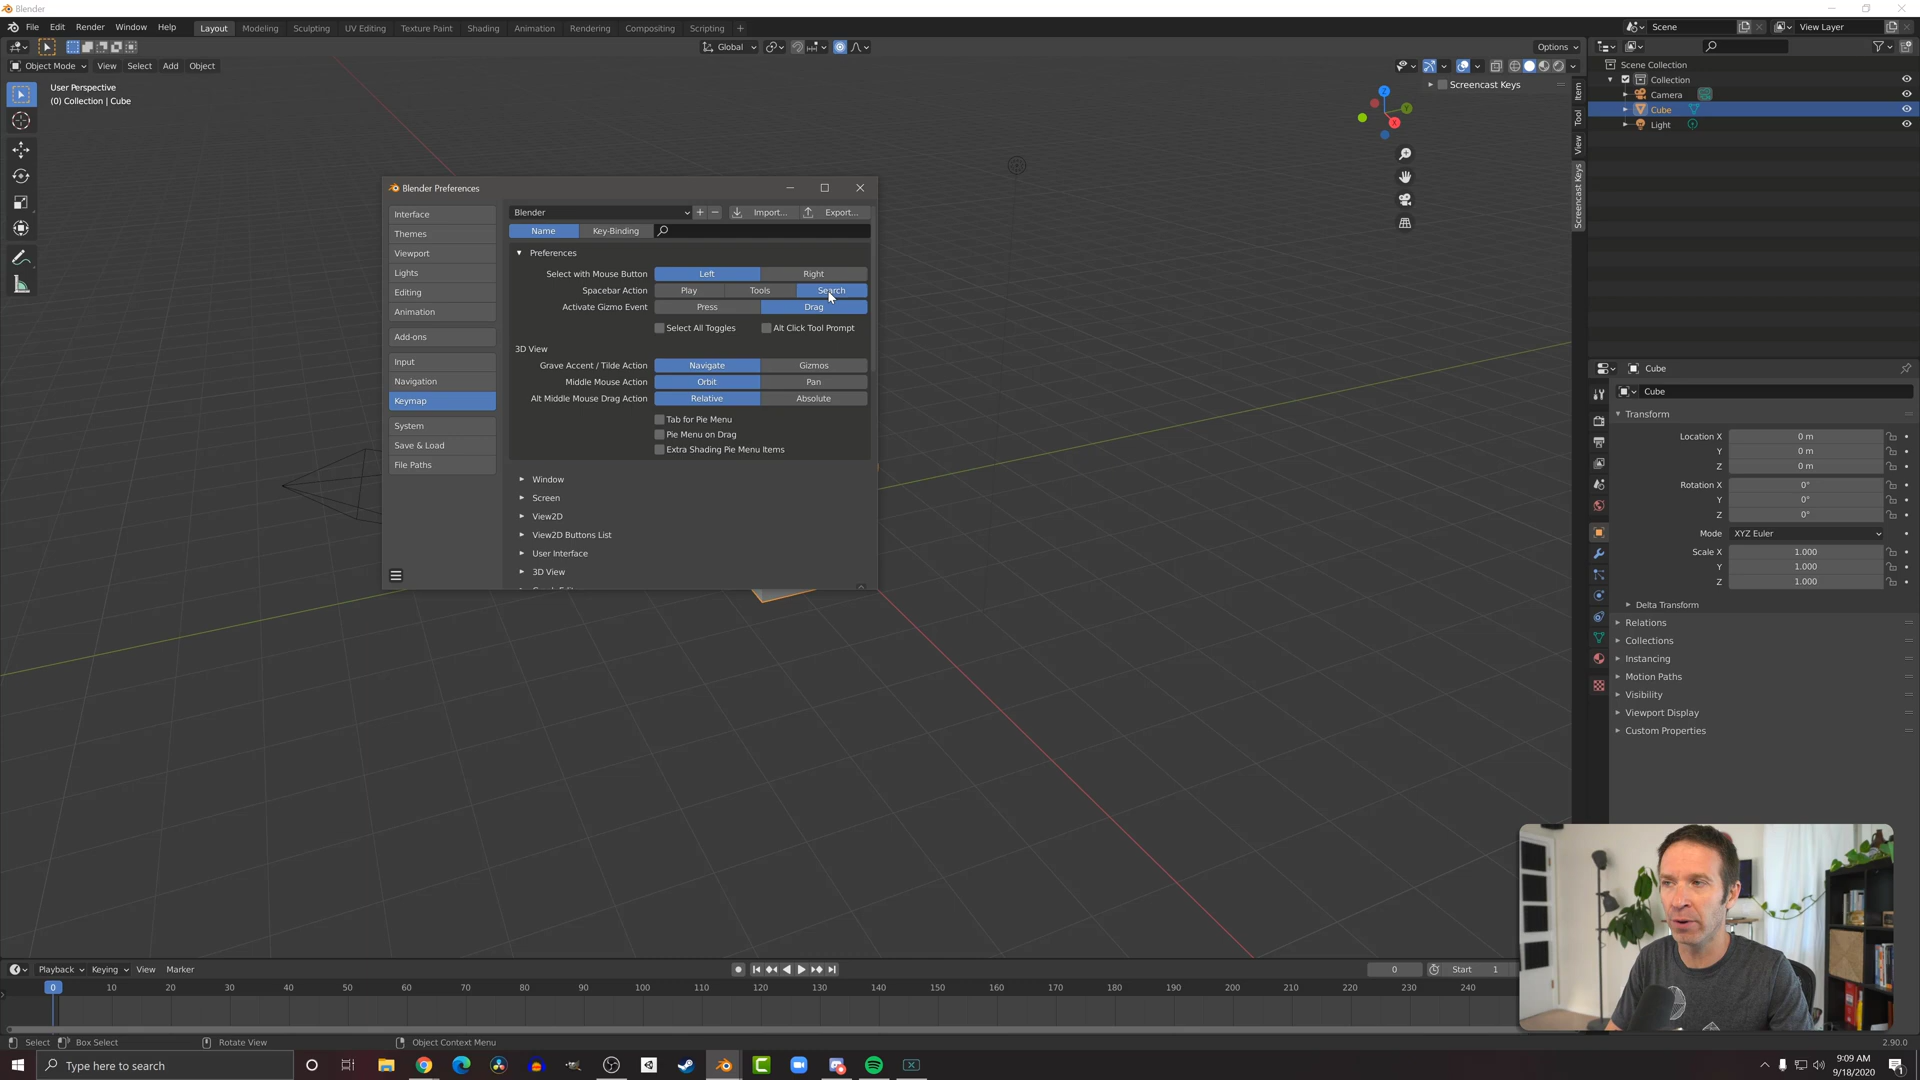 Blender
File Edit Render Window Help Layout Modeling Sculpting UV Editing Texture Paint Shading Animation Rendering Compositing Scripting + Scene View Layer
Global Options
Object Mode View Select Add Object
User Perspective
(0) Collection | Cube
Z
Y
X
Screencast Keys
Item
Tool
View
Screencast Keys
Scene Collection
Collection
Camera
Cube
Light
Blender Preferences
Interface
Themes
Viewport
Lights
Editing
Animation
Add-ons
Input
Navigation
Keymap
System
Save & Load
File Paths
Blender + − Import... Export...
Name Key-Binding
Preferences
Select with Mouse Button Left Right
Spacebar Action Play Tools Search
Activate Gizmo Event Press Drag
Select All Toggles Alt Click Tool Prompt
3D View
Grave Accent / Tilde Action Navigate Gizmos
Middle Mouse Action Orbit Pan
Alt Middle Mouse Drag Action Relative Absolute
Tab for Pie Menu
Pie Menu on Drag
Extra Shading Pie Menu Items
Window
Screen
View2D
View2D Buttons List
User Interface
3D View
Cube
Cube
Transform
Location X 0 m
Y 0 m
Z 0 m
Rotation X 0°
Y 0°
Z 0°
Mode XYZ Euler
Scale X 1.000
Y 1.000
Z 1.000
Delta Transform
Relations
Collections
Instancing
Motion Paths
Visibility
Viewport Display
Custom Properties
Playback Keying View Marker 0 Start 1
0 10 20 30 40 50 60 70 80 90 100 110 120 130 140 150 160 170 180 190 200 210 220 230 240
Select Box Select Rotate View Object Context Menu 2.90.0
Type here to search
9:09 AM
9/18/2020
1